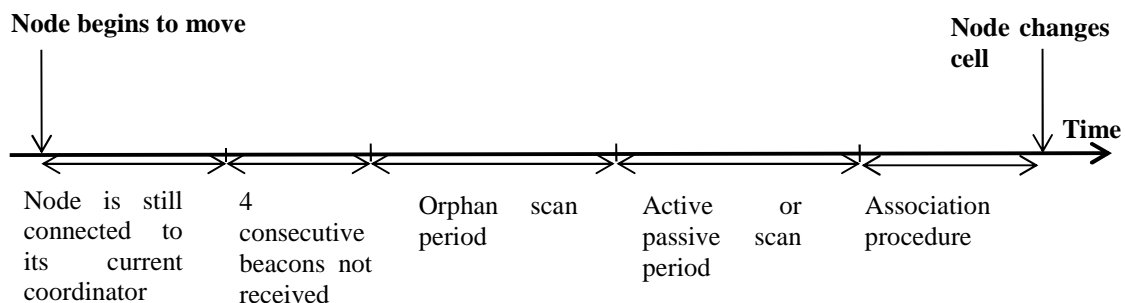 Node begins to move
Node changes
cell
Time
Node is still
connected to
its current
coordinator
4
consecutive
beacons not
received
Orphan scan
period
Active or
passive scan
period
Association
procedure